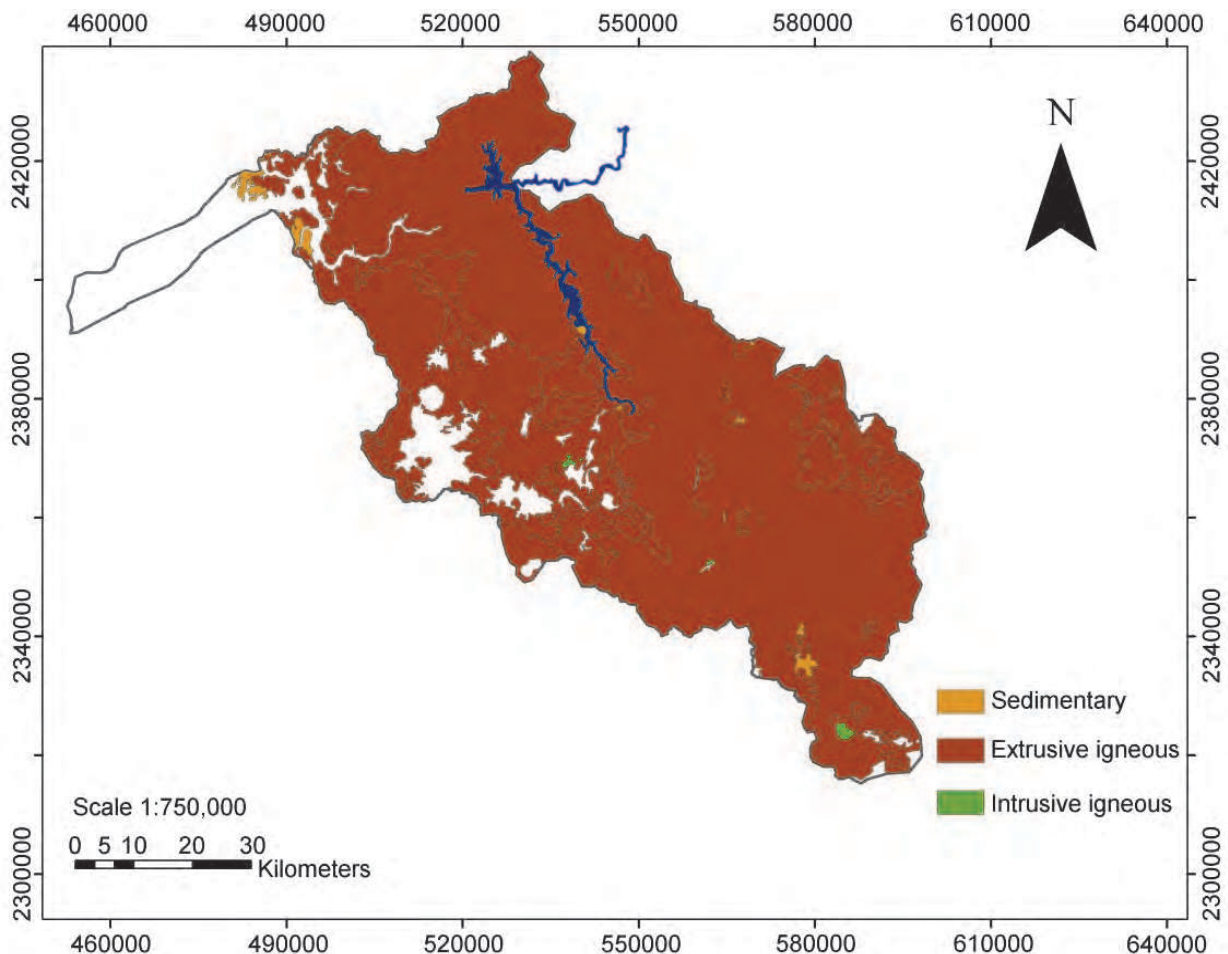 460000 490000 520000 550000 580000 610000 640000
N
2420000 2420000
2380000 2380000
2340000 2340000
Sedimentary
Extrusive igneous
Intrusive igneous
Scale 1:750,000
0 5 10 20 30
Kilometers
2300000 2300000
460000 490000 520000 550000 580000 610000 640000